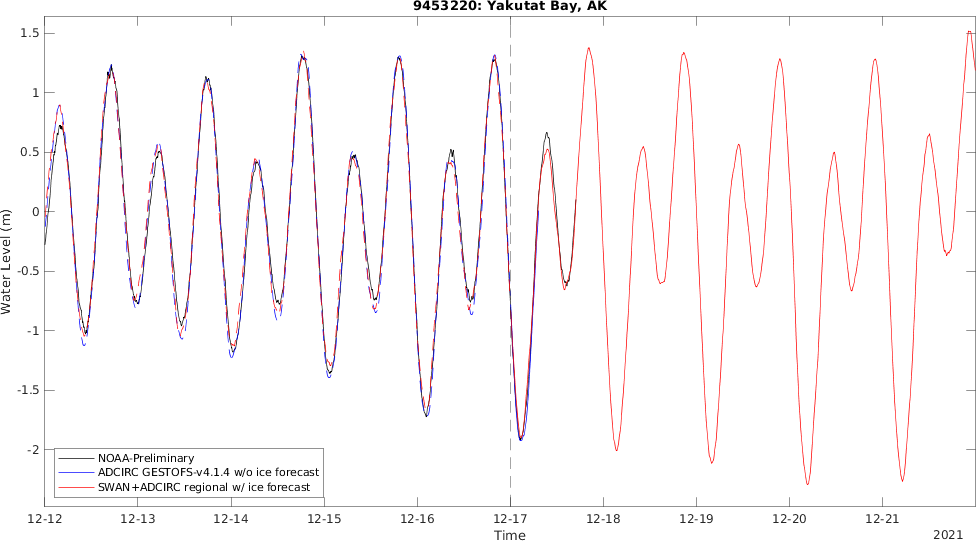 9453220: Yakutat Bay, AK
Water Level (m)
1.5
1
0.5
0
-0.5
-1
-1.5
-2
NOAA-Preliminary
ADCIRC GESTOFS-v4.1.4 w/o ice forecast
SWAN+ADCIRC regional w/ ice forecast
12-12 12-13 12-14 12-15 12-16 12-17 12-18 12-19 12-20 12-21
Time
2021